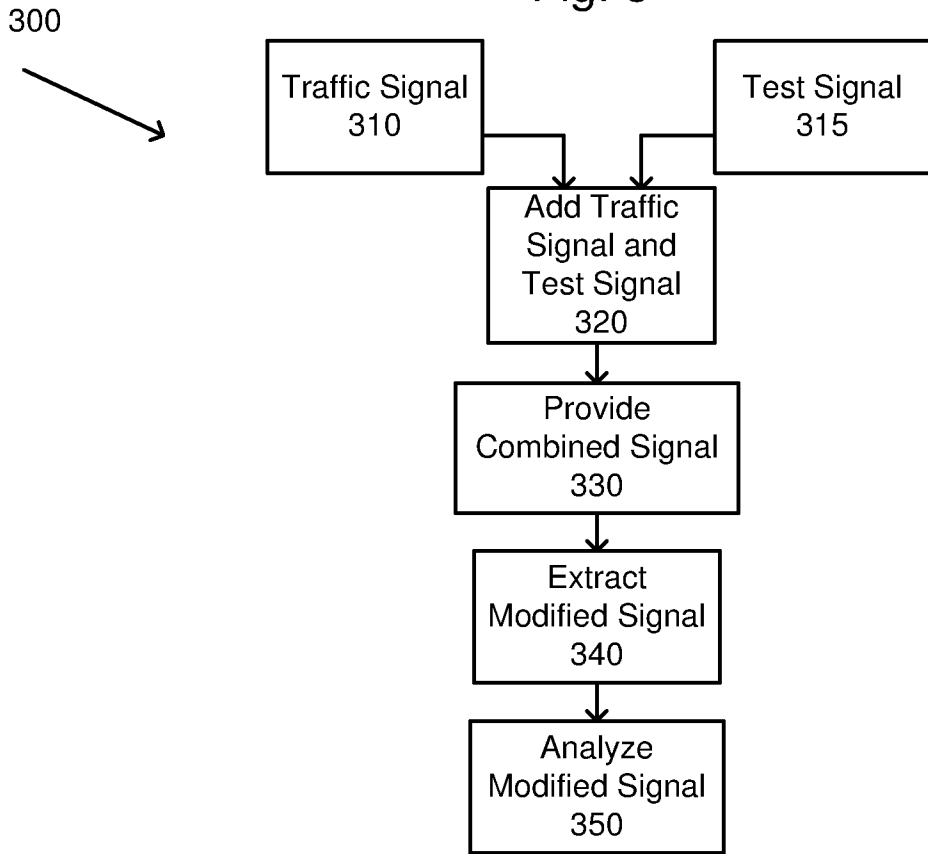 300
Traffic Signal
310
Test Signal
315
Add Traffic
Signal and
Test Signal
320
Provide
Combined Signal
330
Extract
Modified Signal
340
Analyze
Modified Signal
350